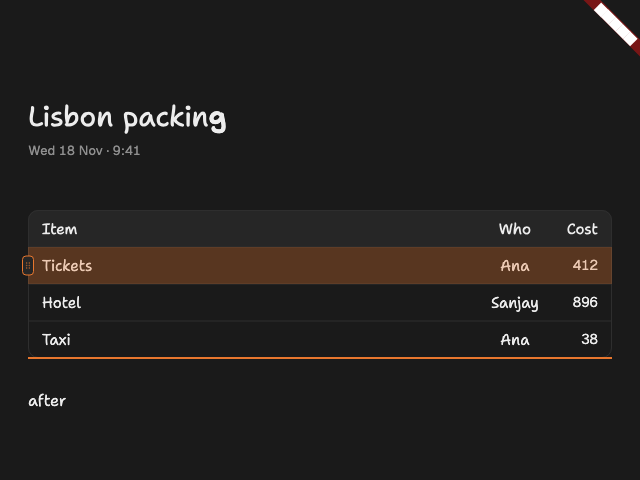 Lisbon packing
Wed 18 Nov · 9:41
Item Who Cost
Tickets Ana 412
Hotel Sanjay 896
Taxi Ana 38
after